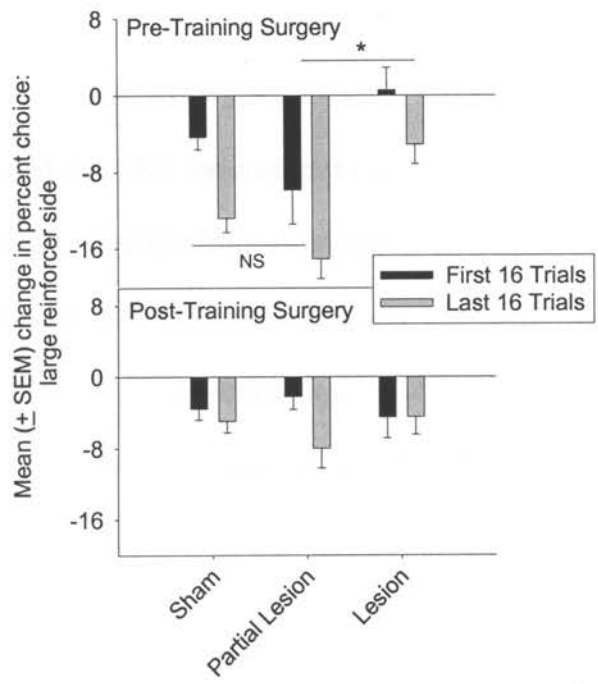 Mean (+ SEM) change in percent choice:
large reinforcer side
8
Pre-Training Surgery
*
0
-8
-16
NS
First 16 Trials
Last 16 Trials
8
Post-Training Surgery
0
-8
-16
Sham
Partial Lesion
Lesion